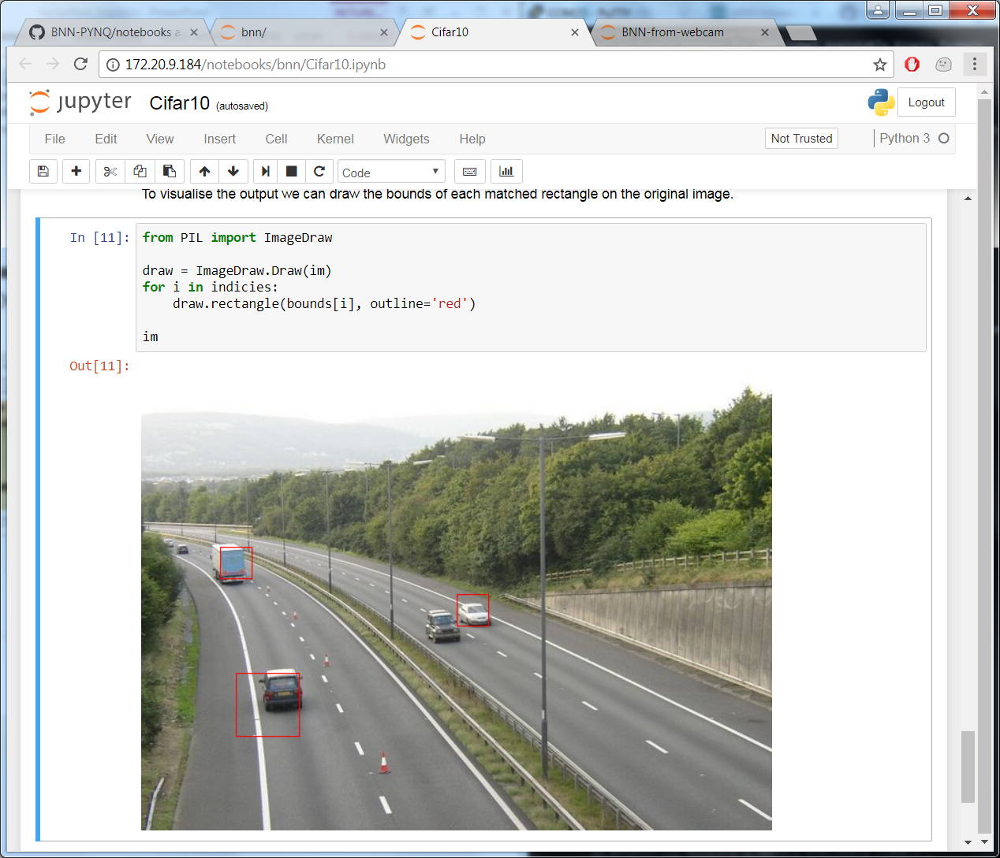 BNN-PYNQ/notebooks a
bnn/
Cifar10
BNN-from-webcam
172.20.9.184/notebooks/bnn/Cifar10.ipynb
jupyter Cifar10 (autosaved)
Logout
File Edit View Insert Cell Kernel Widgets Help
Not Trusted
Python 3
Code
To visualise the output we can draw the bounds of each matched rectangle on the original image.
In [11]:
from PIL import ImageDraw
draw = ImageDraw.Draw(im)
for i in indicies:
    draw.rectangle(bounds[i], outline='red')
im
Out[11]: